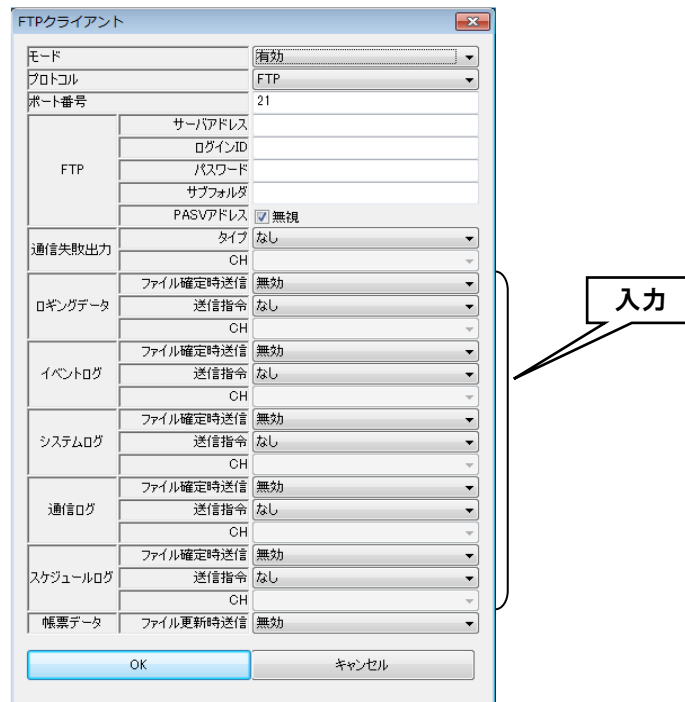 FTPクライアント
モード 有効
プロトコル FTP
ポート番号 21
FTP
サーバアドレス
ログインID
パスワード
サブフォルダ
PASVアドレス 無視
通信失敗出力
タイプ なし
CH
ロギングデータ
ファイル確定時送信 無効
送信指令 なし
CH
イベントログ
ファイル確定時送信 無効
送信指令 なし
CH
システムログ
ファイル確定時送信 無効
送信指令 なし
CH
通信ログ
ファイル確定時送信 無効
送信指令 なし
CH
スケジュールログ
ファイル確定時送信 無効
送信指令 なし
CH
帳票データ ファイル更新時送信 無効
OK キャンセル
入力